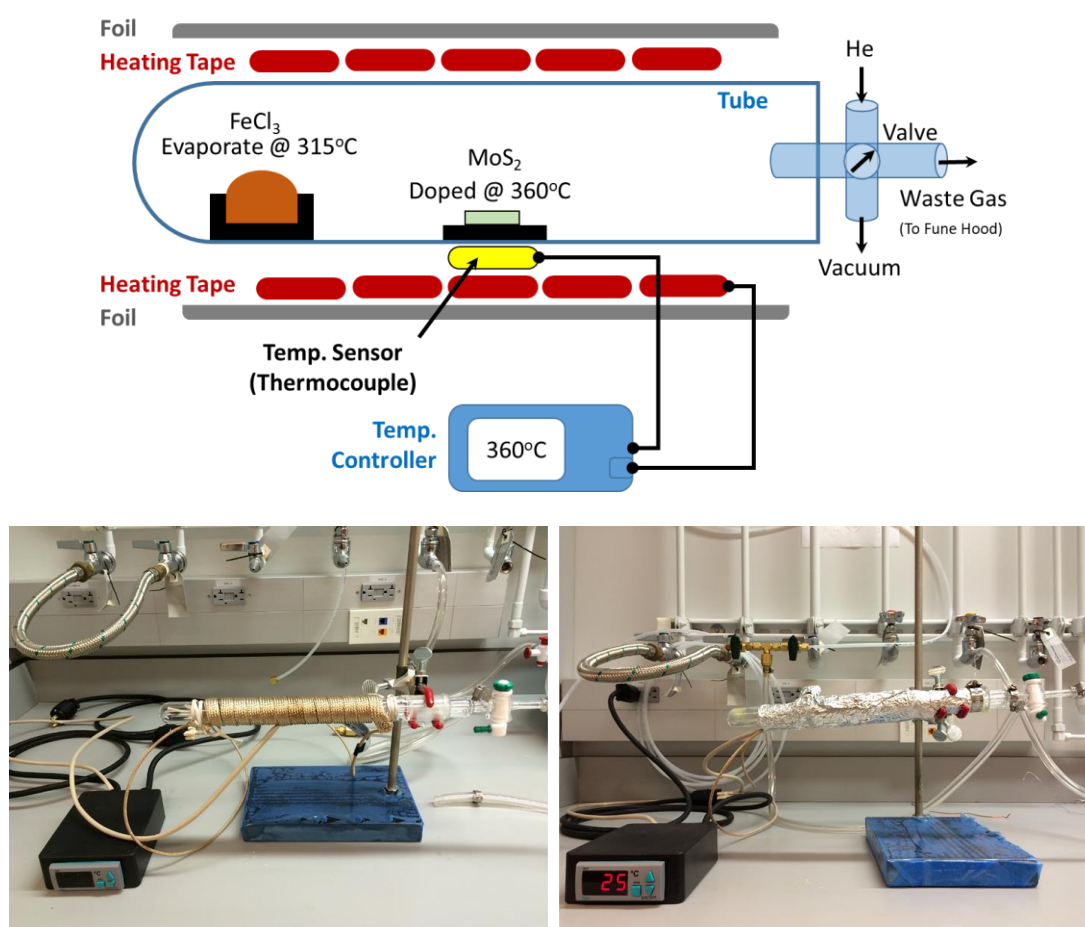 Foil
Heating Tape
He
Tube
FeCl₃
Evaporate @ 315°C
Valve
MoS₂
Doped @ 360°C
Waste Gas
(To Fune Hood)
Vacuum
Heating Tape
Foil
Temp. Sensor
(Thermocouple)
Temp.
Controller
360°C
°C
25
°C